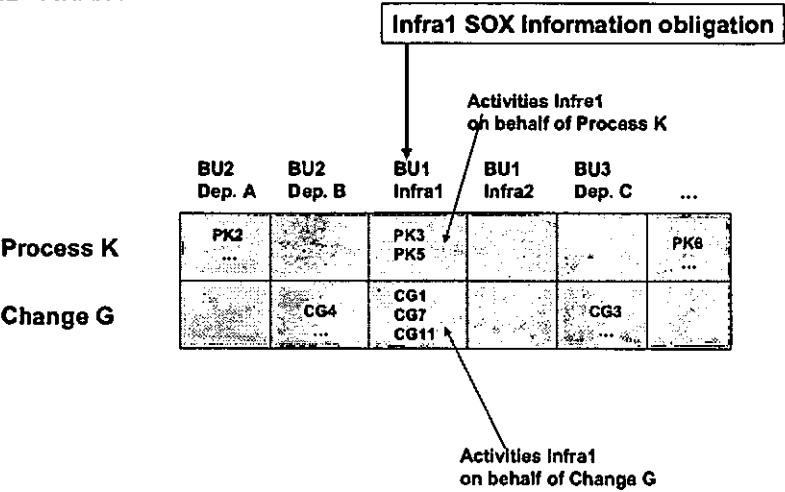 Infra1 SOX Information obligation
Activities Infre1
on behalf of Process K
BU2 BU2 BU1 BU1 BU3
Dep. A Dep. B Infra1 Infra2 Dep. C ...
Process K
PK2
...
PK3
PK5
PK6
...
Change G
CG4
...
CG1
CG7
CG11
CG3
...
Activities Infra1
on behalf of Change G